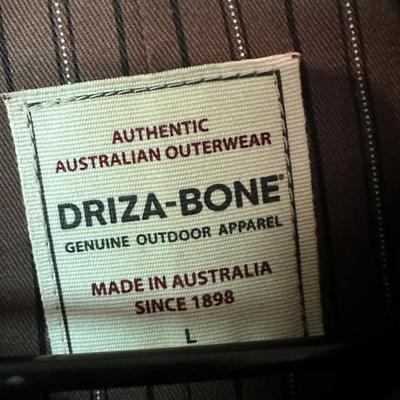 AUTHENTIC
AUSTRALIAN OUTERWEAR
DRIZA-BONE®
GENUINE OUTDOOR APPAREL
MADE IN AUSTRALIA
SINCE 1898
L